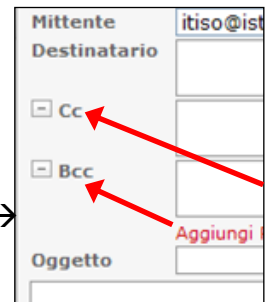 Mittente itiso@ist
Destinatario
Cc
Bcc
Aggiungi
Oggetto